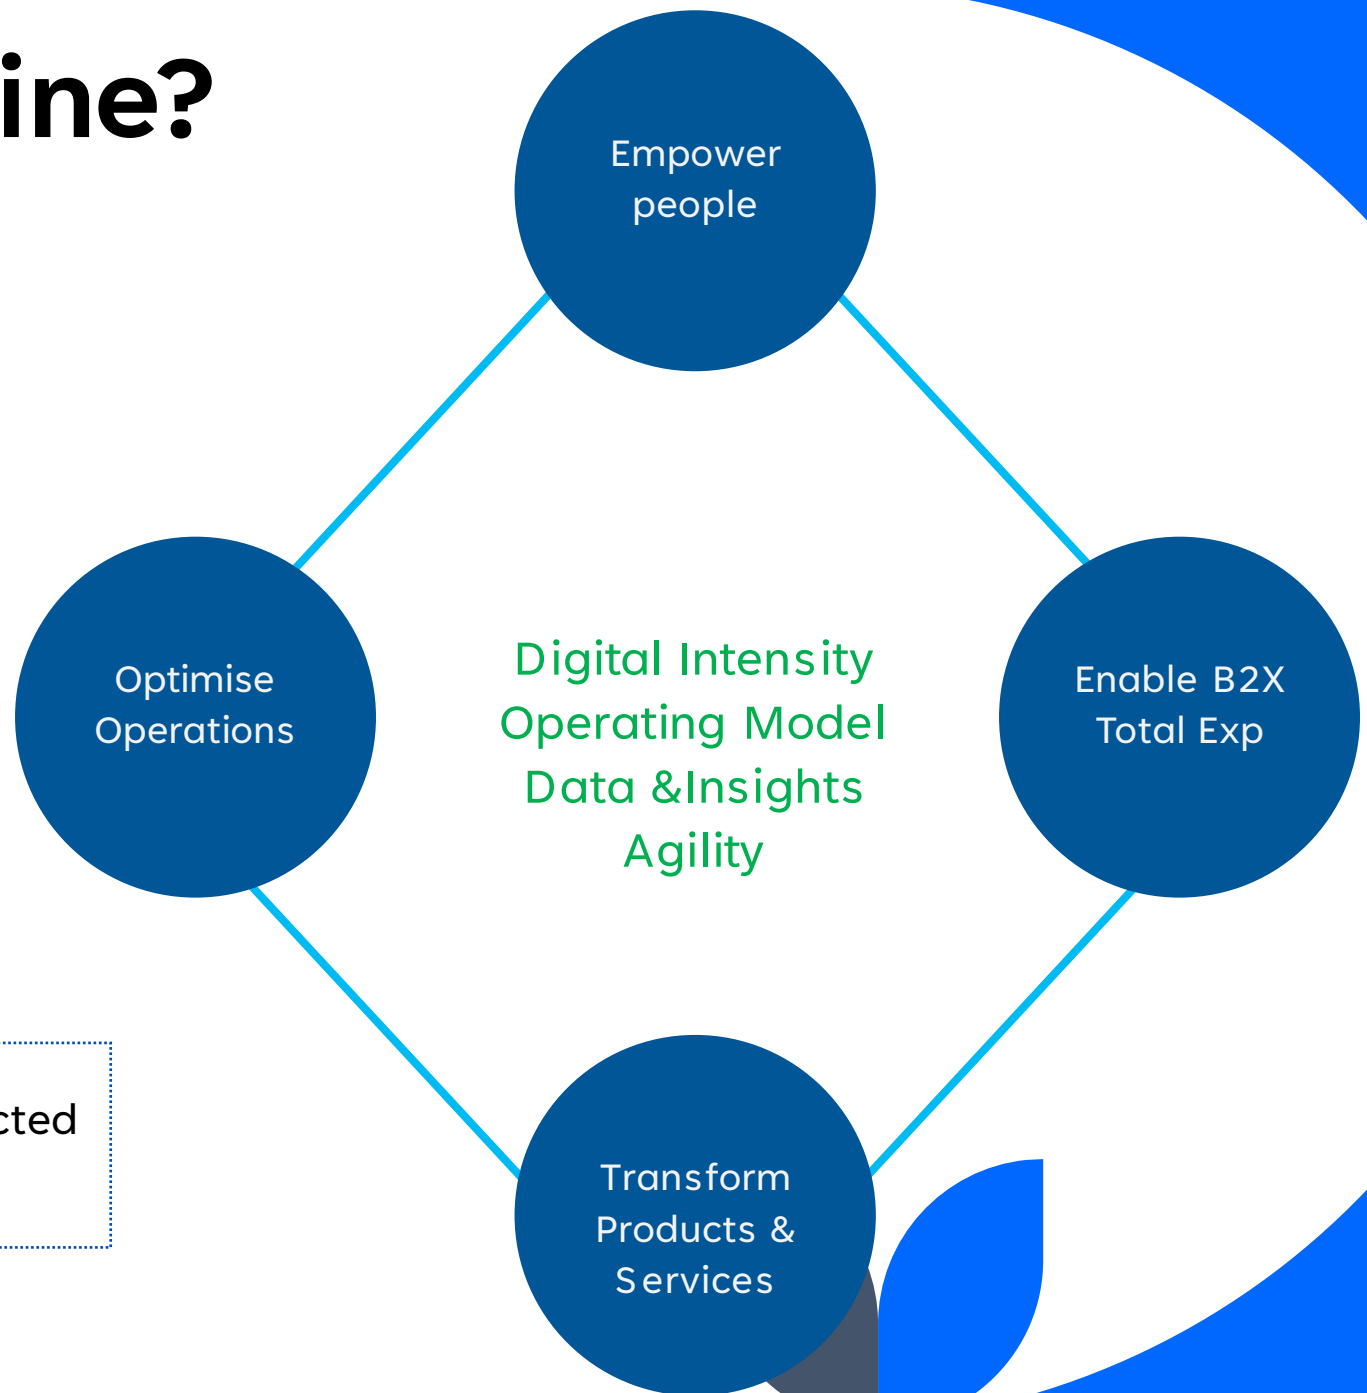 ine?
Empower
people
Optimise
Operations
Digital Intensity
Operating Model
Data &Insights
Agility
Enable B2X
Total Exp
cted
Transform
Products &
Services